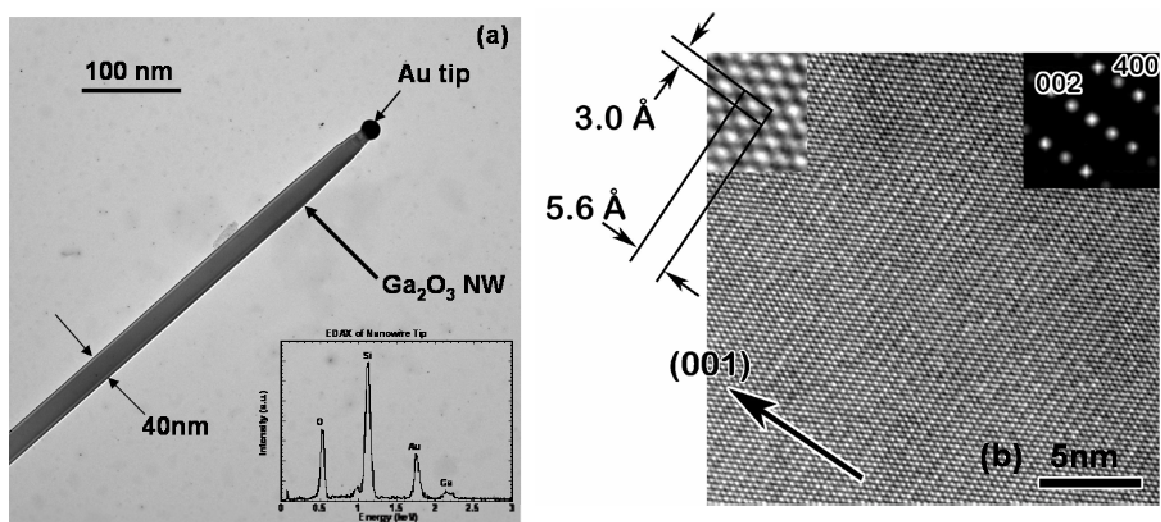 (a)
100 nm
Au tip
Ga₂O₃ NW
40nm
EDAX of Nanowire Tip
Intensity (a.u.)
O
Si
Au
Ga
0 0.5 1 1.5 2 2.5 3
Energy (keV)
3.0 Å
5.6 Å
002
400
(001)
(b)
5nm